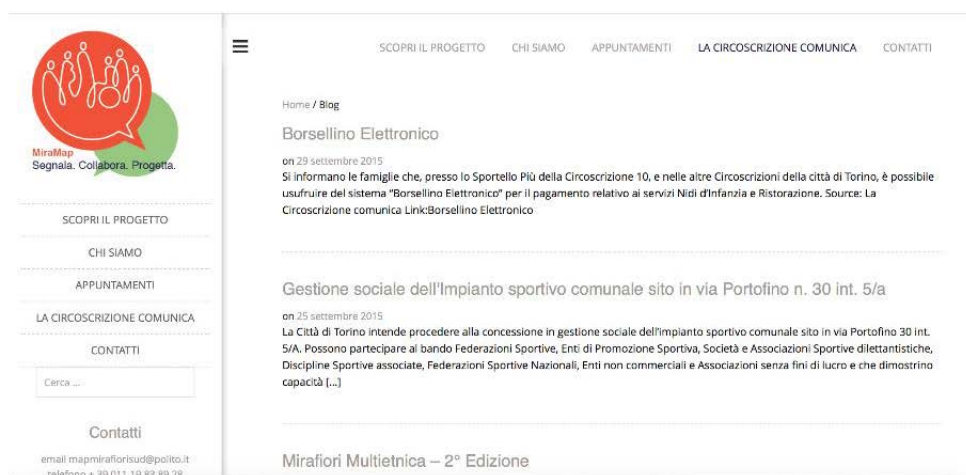 MiraMap
Segnala. Collabora. Progetta.
SCOPRI IL PROGETTO
CHI SIAMO
APPUNTAMENTI
LA CIRCOSCRIZIONE COMUNICA
CONTATTI
Cerca ...
Contatti
email mapmirafiorisud@polito.it
telefono + 39 011 19 83 89 28
SCOPRI IL PROGETTO CHI SIAMO APPUNTAMENTI LA CIRCOSCRIZIONE COMUNICA CONTATTI
Home / Blog
Borsellino Elettronico
on 29 settembre 2015
Si informano le famiglie che, presso lo Sportello Più della Circoscrizione 10, e nelle altre Circoscrizioni della città di Torino, è possibile
usufruire del sistema "Borsellino Elettronico" per il pagamento relativo ai servizi Nidi d'Infanzia e Ristorazione. Source: La
Circoscrizione comunica Link:Borsellino Elettronico
Gestione sociale dell'Impianto sportivo comunale sito in via Portofino n. 30 int. 5/a
on 25 settembre 2015
La Città di Torino intende procedere alla concessione in gestione sociale dell'impianto sportivo comunale sito in via Portofino 30 int.
5/A. Possono partecipare al bando Federazioni Sportive, Enti di Promozione Sportiva, Società e Associazioni Sportive dilettantistiche,
Discipline Sportive associate, Federazioni Sportive Nazionali, Enti non commerciali e Associazioni senza fini di lucro e che dimostrino
capacità [...]
Mirafiori Multietnica – 2° Edizione